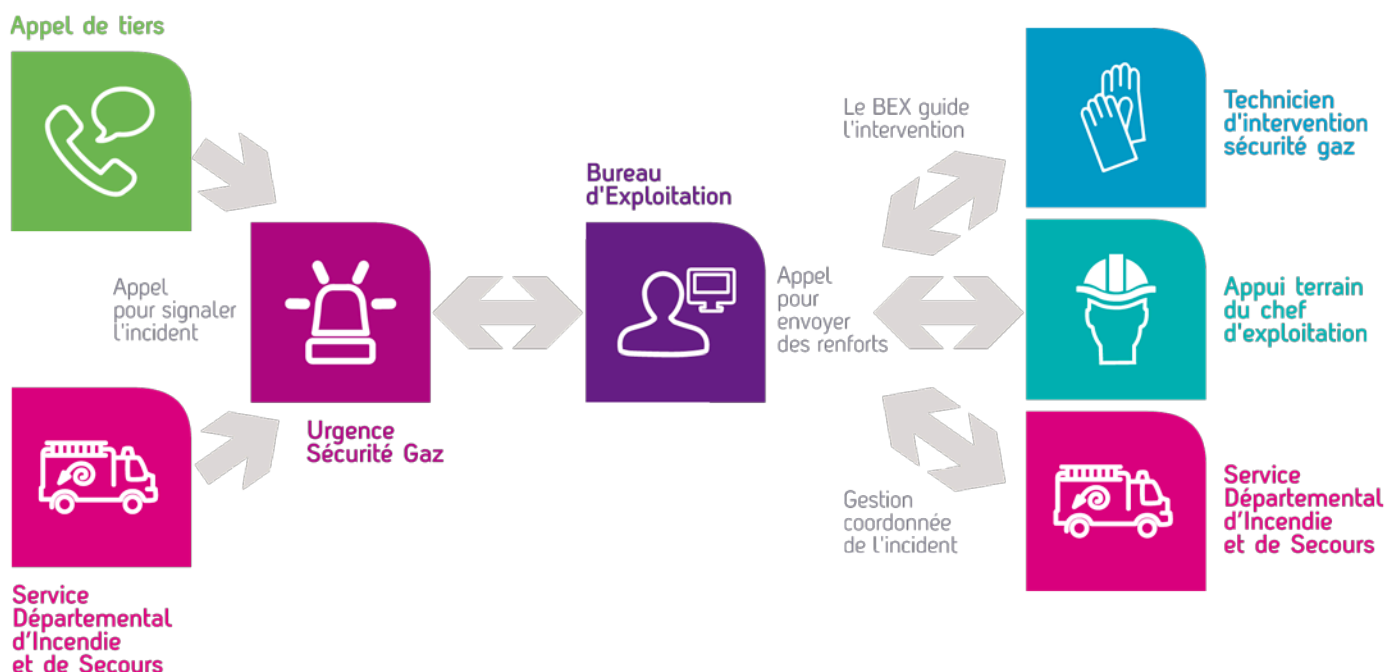 Appel de tiers
Appel
pour signaler
l'incident
Service
Départemental
d'Incendie
et de Secours
Urgence
Sécurité Gaz
Bureau
d'Exploitation
Appel
pour
envoyer
des renforts
Le BEX guide
l'intervention
Gestion
coordonnée
de l'incident
Technicien
d'intervention
sécurité gaz
Appui terrain
du chef
d'exploitation
Service
Départemental
d'Incendie
et de Secours